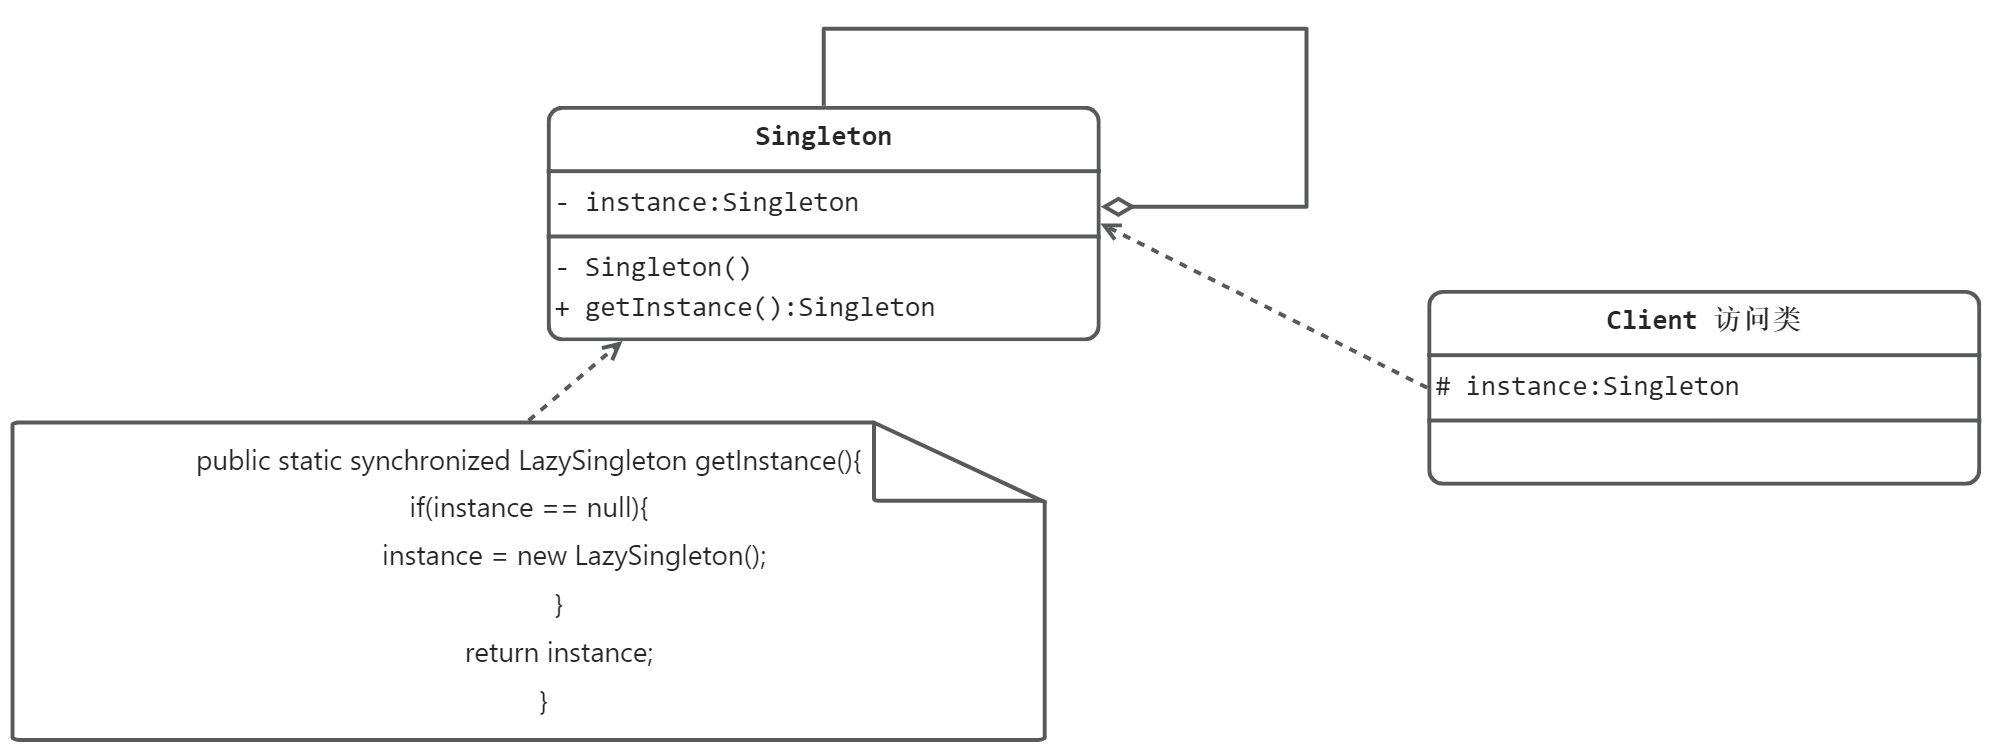 Singleton
- instance:Singleton
- Singleton()
+ getInstance():Singleton
Client 访问类
# instance:Singleton
public static synchronized LazySingleton getInstance(){
if(instance == null){
instance = new LazySingleton();
}
return instance;
}